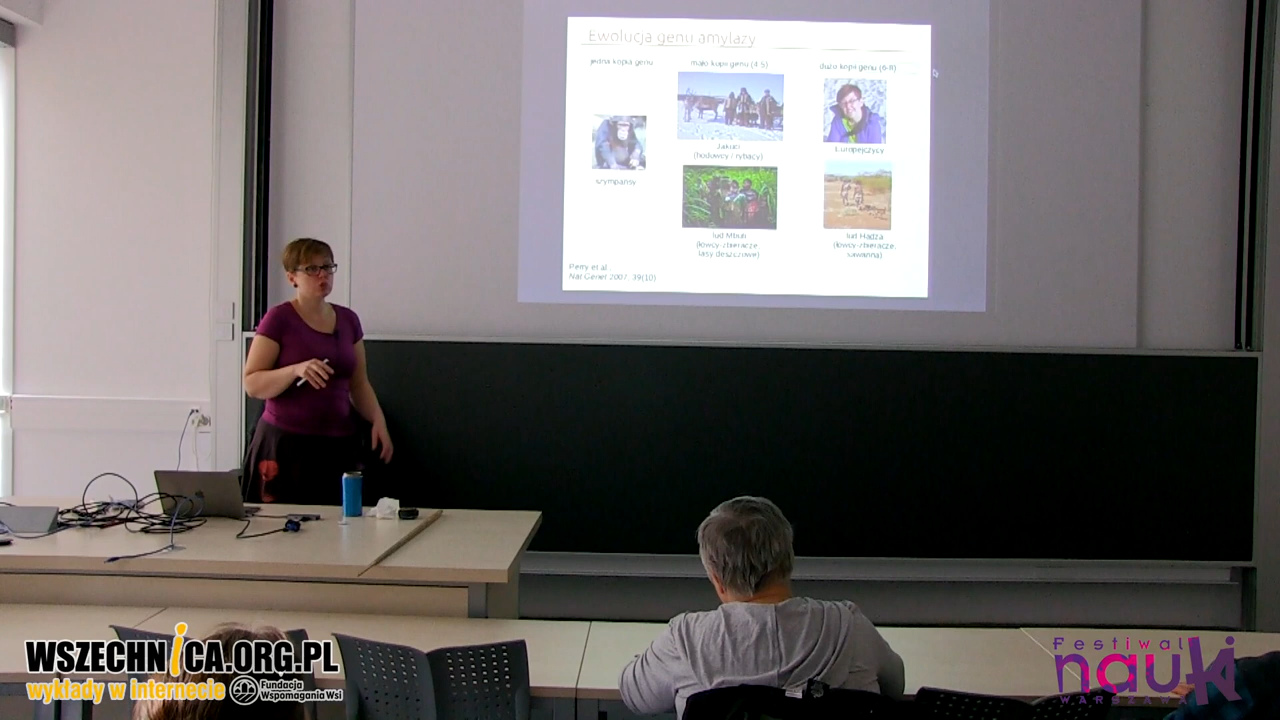 Ewolucja genu amylazy
jedna kopia genu
mało kopii genu (4-5)
dużo kopii genu (6-8)
szympansy
Jakuci
(hodowcy / rybacy)
Europejczycy
lud Mbuti
(łowcy-zbieracze,
lasy deszczowe)
lud Hadza
(łowcy-zbieracze,
sawanna)
Perry et al.,
Nat Genet 2007, 39(10)
WSZECHNiCA.ORG.PL
wykłady w internecie
Fundacja
WspomaganiaWsi
Festiwal
nauki
WARSZAWA